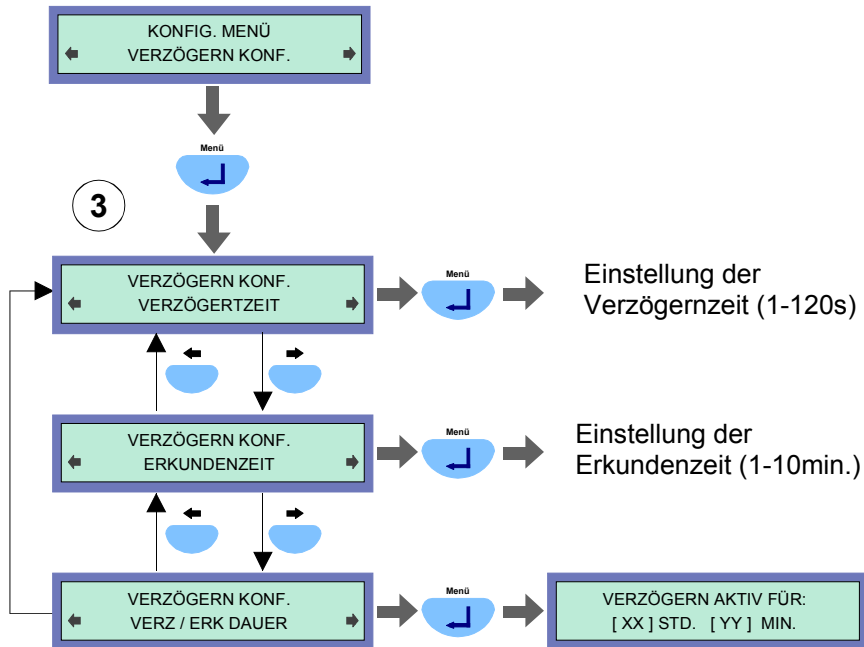 KONFIG. MENÜ
VERZÖGERN KONF.
Menü
3
VERZÖGERN KONF.
VERZÖGERTZEIT
Menü
Einstellung der
Verzögernzeit (1-120s)
VERZÖGERN KONF.
ERKUNDENZEIT
Menü
Einstellung der
Erkundenzeit (1-10min.)
VERZÖGERN KONF.
VERZ / ERK DAUER
Menü
VERZÖGERN AKTIV FÜR:
[ XX ] STD. [ YY ] MIN.